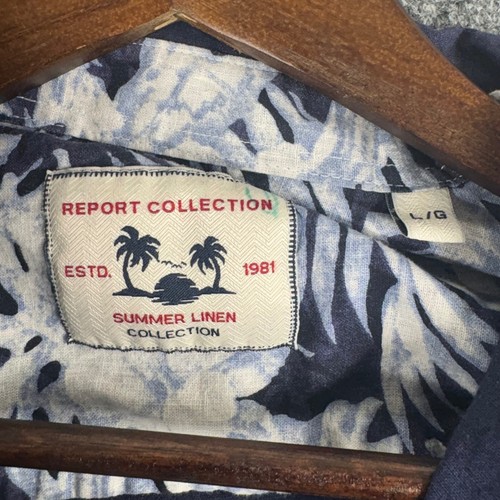 REPORT COLLECTION
ESTD. 1981
SUMMER LINEN
COLLECTION
L/G